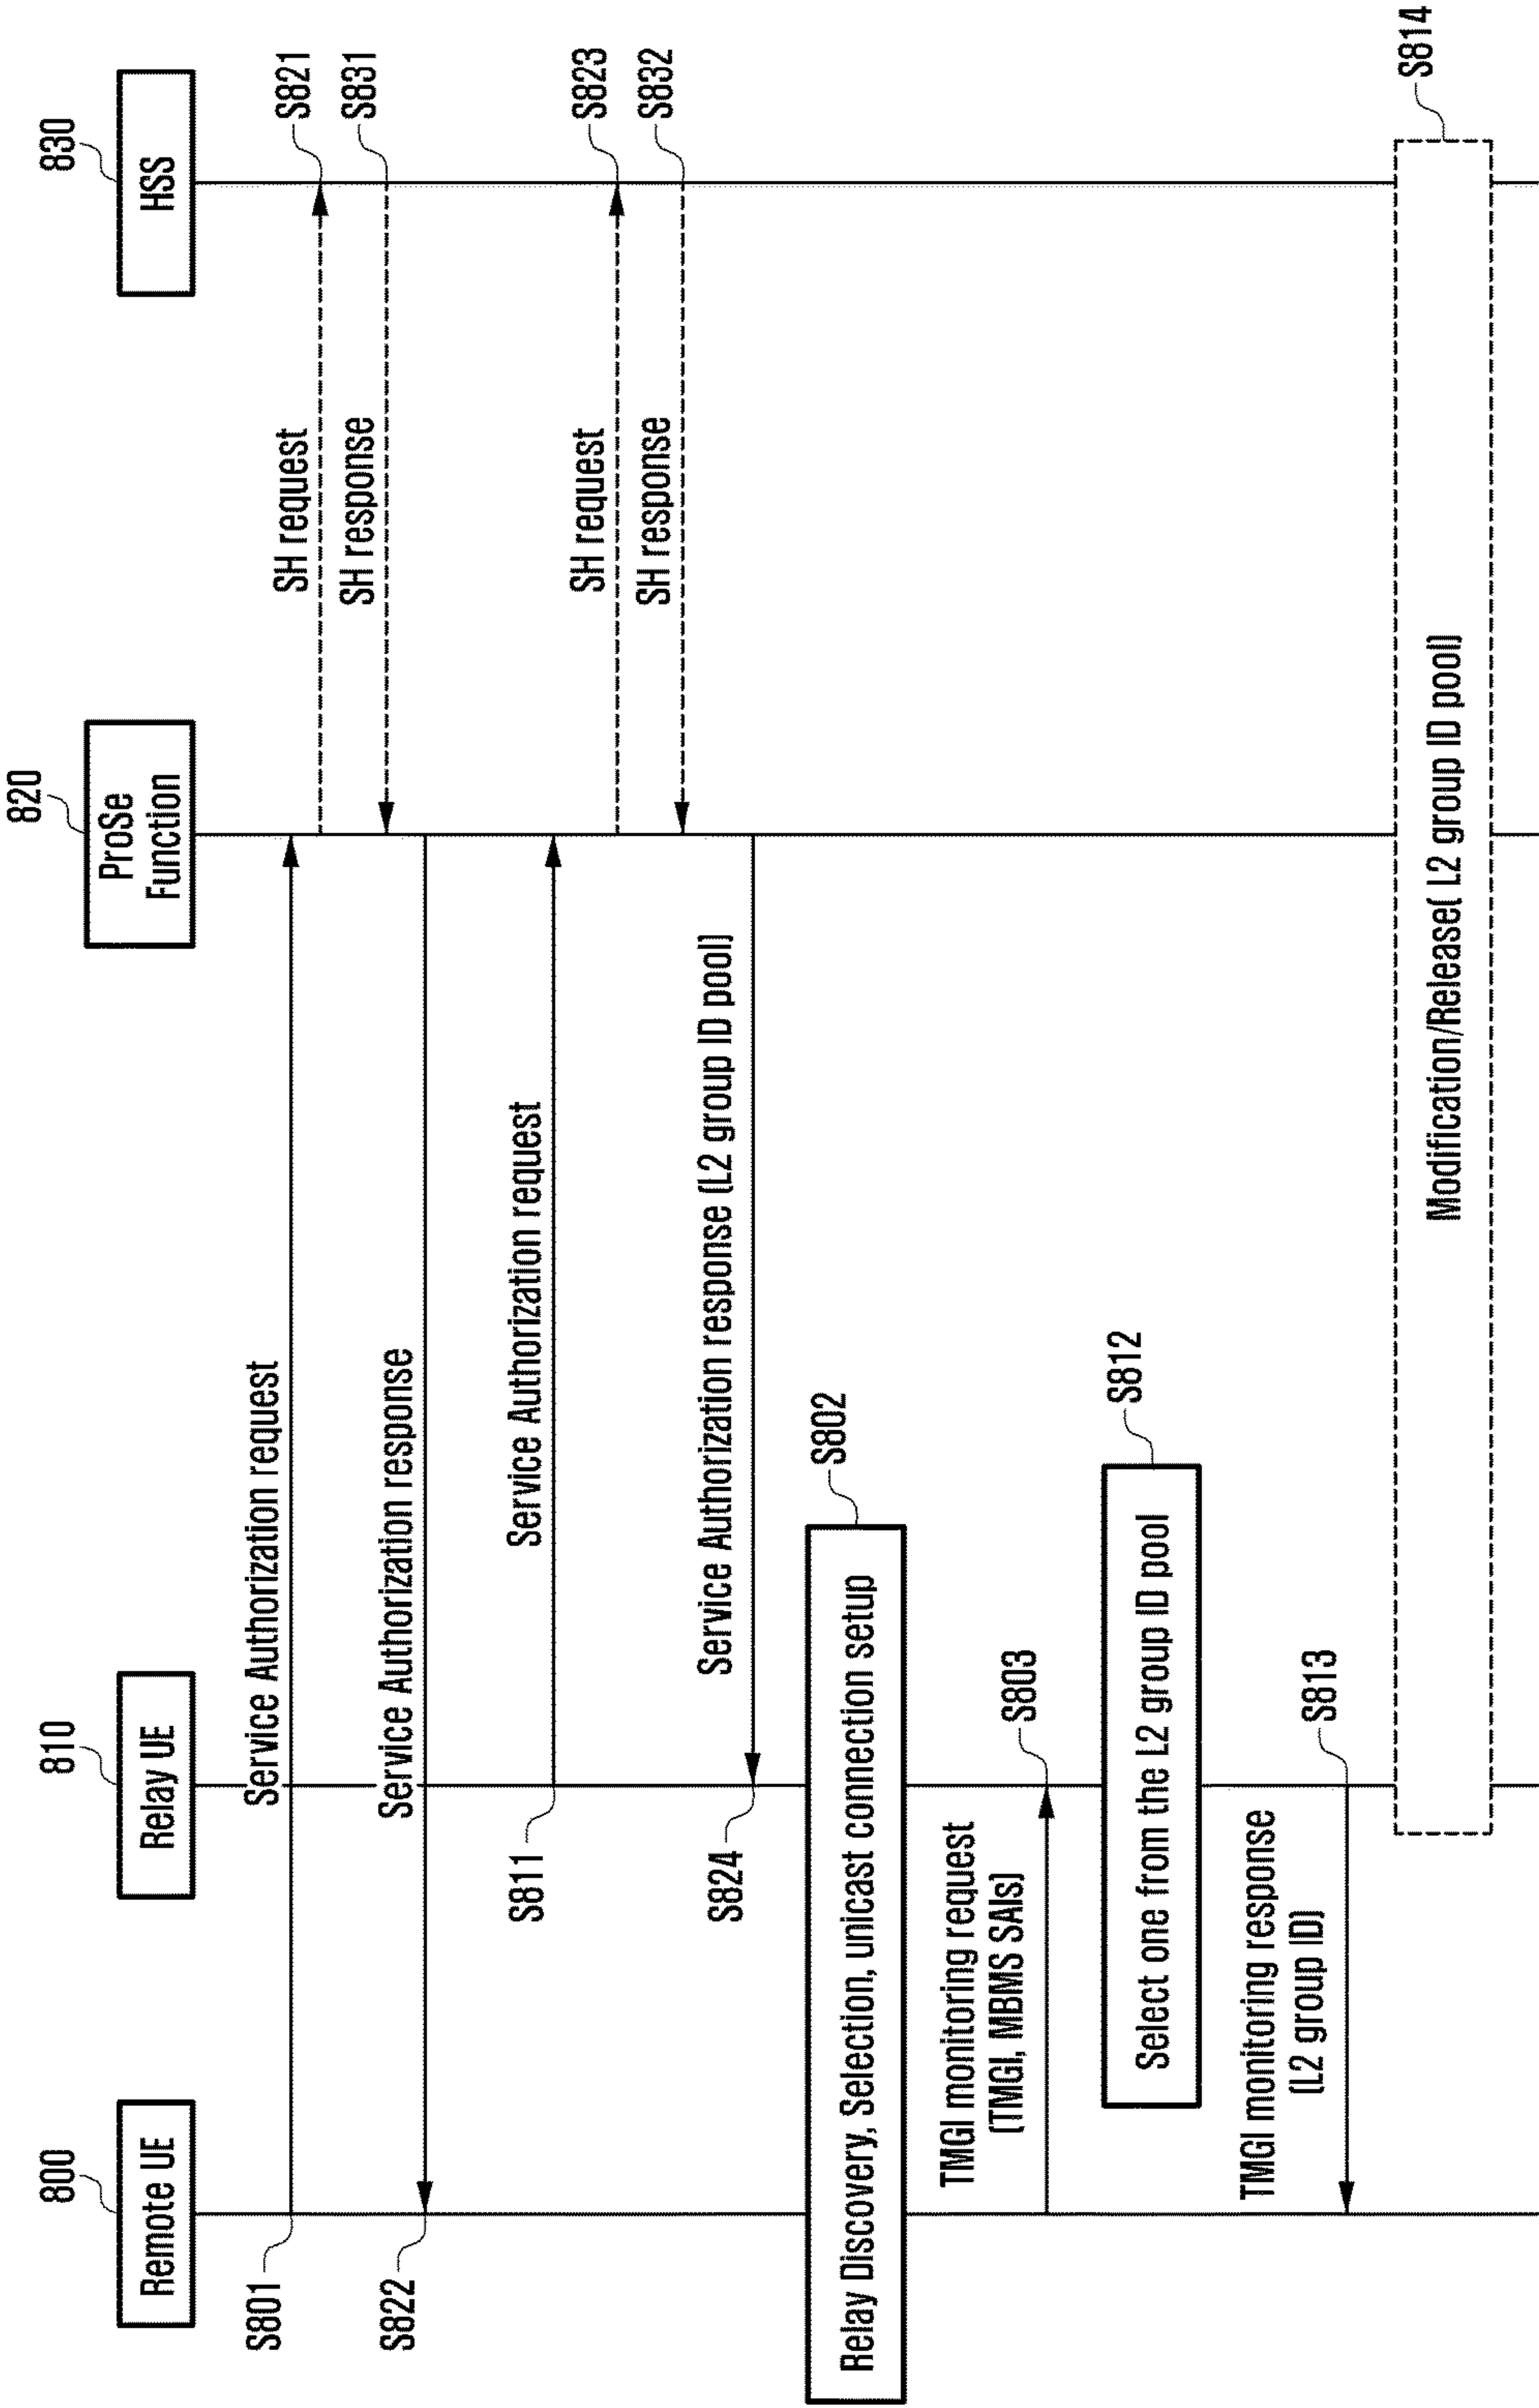 800
Remote UE
810
Relay UE
820
ProSe
Function
830
HSS
S801
Service Authorization request
SH request
S821
SH response
S831
S822
Service Authorization response
S811
Service Authorization request
SH request
S823
SH response
S832
S824
Service Authorization response (L2 group ID pool)
Relay Discovery, Selection, unicast connection setup
S802
TMGI monitoring request
(TMGI, MBMS SAIs)
S803
Select one from the L2 group ID pool
S812
TMGI monitoring response
(L2 group ID)
S813
Modification/Release( L2 group ID pool)
S814